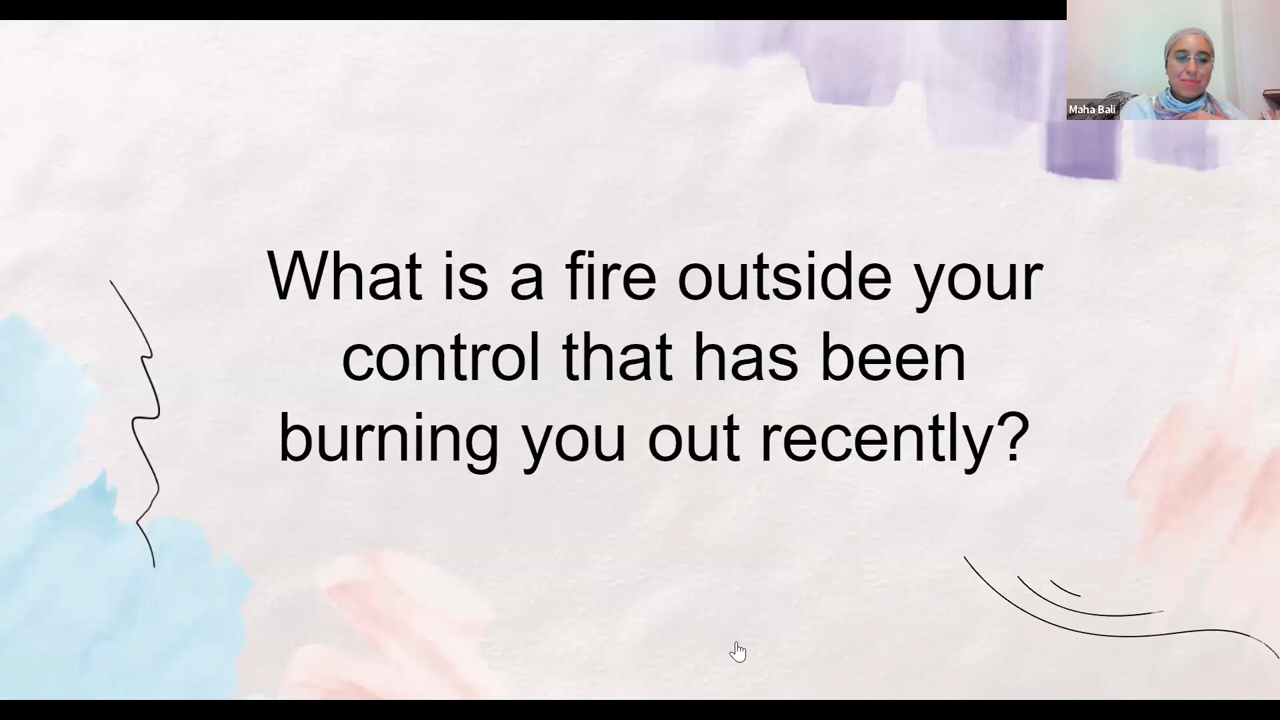 Maha Bali
What is a fire outside your
control that has been
burning you out recently?